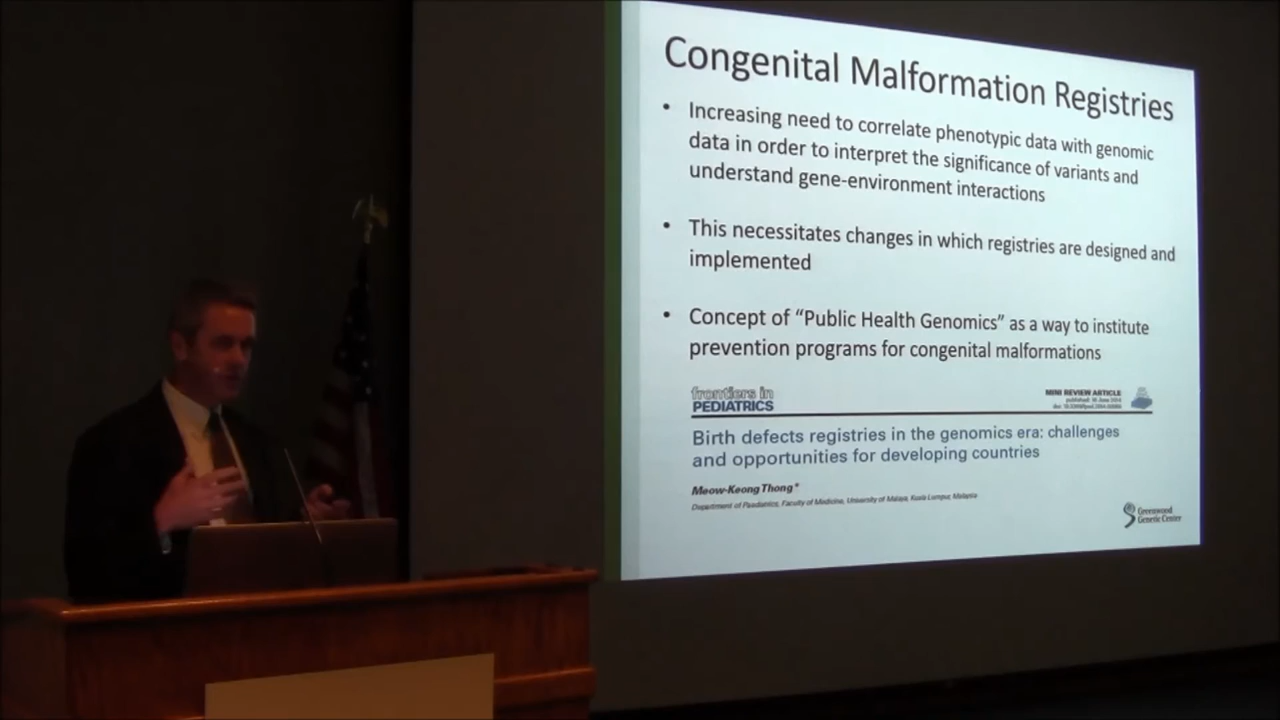 Congenital Malformation Registries
• Increasing need to correlate phenotypic data with genomic
data in order to interpret the significance of variants and
understand gene-environment interactions
• This necessitates changes in which registries are designed and
implemented
• Concept of “Public Health Genomics” as a way to institute
prevention programs for congenital malformations
frontiers in
PEDIATRICS
MINI REVIEW ARTICLE
Birth defects registries in the genomics era: challenges
and opportunities for developing countries
Meow-Keong Thong*
Department of Paediatrics, Faculty of Medicine, University of Malaya, Kuala Lumpur, Malaysia
Greenwood
Genetic Center